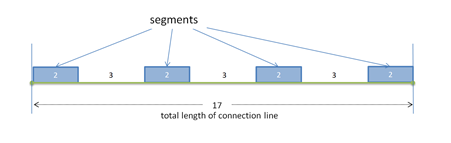 segments
2 3 2 3 2 3 2
17
total length of connection line